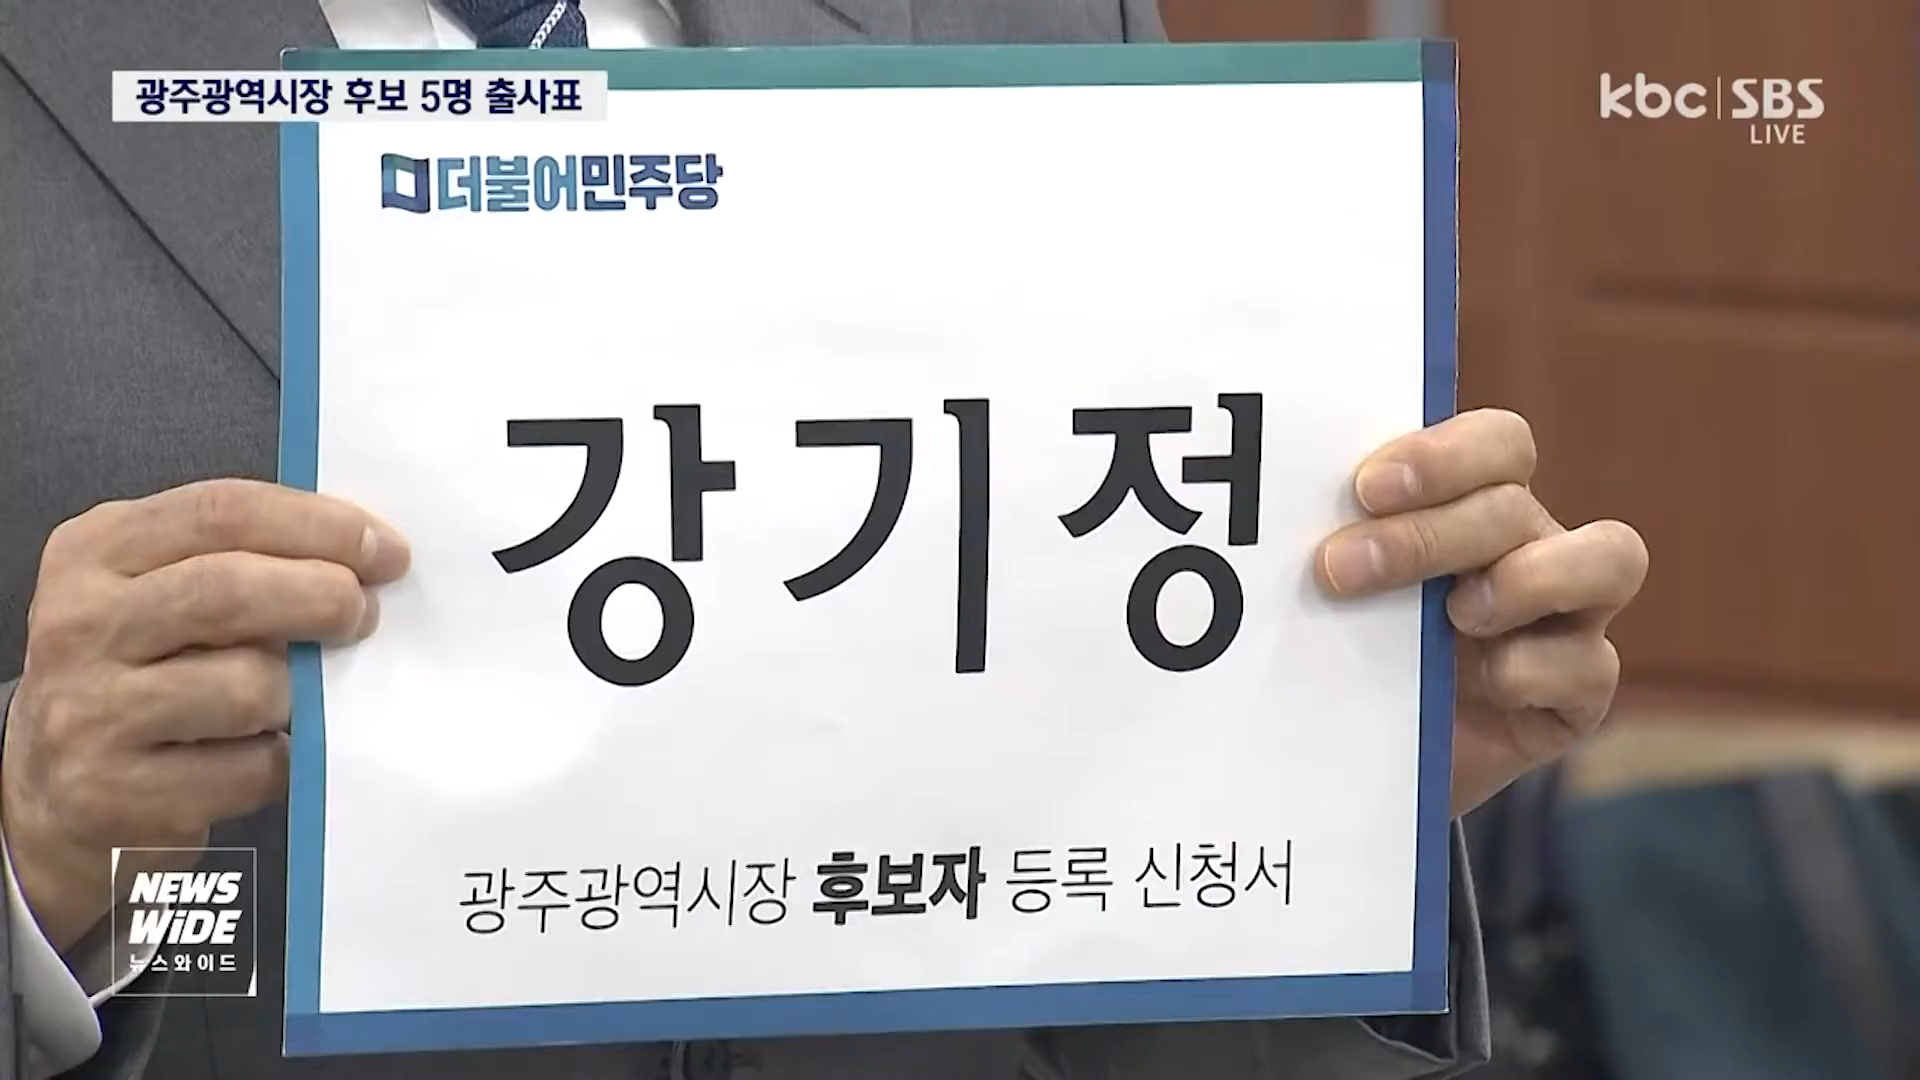 광주광역시장 후보 5명 출사표
kbc SBS
LIVE
더불어민주당
강기정
광주광역시장 후보자 등록 신청서
NEWS
WiDE
뉴스와이드